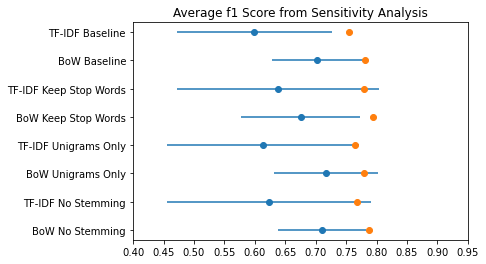 Average f1 Score from Sensitivity Analysis
TF-IDF Baseline
BoW Baseline
TF-IDF Keep Stop Words
BoW Keep Stop Words
TF-IDF Unigrams Only
BoW Unigrams Only
TF-IDF No Stemming
BoW No Stemming
0.40 0.45 0.50 0.55 0.60 0.65 0.70 0.75 0.80 0.85 0.90 0.95